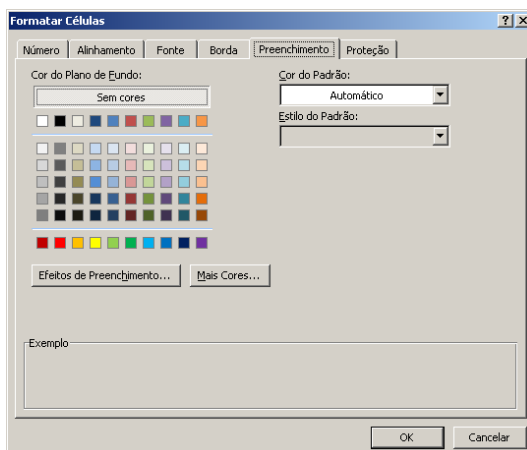 Formatar Células
Número Alinhamento Fonte Borda Preenchimento Proteção
Cor do Plano de Fundo:
Sem cores
Cor do Padrão:
Automático
Estilo do Padrão:
Efeitos de Preenchimento... Mais Cores...
Exemplo
OK Cancelar